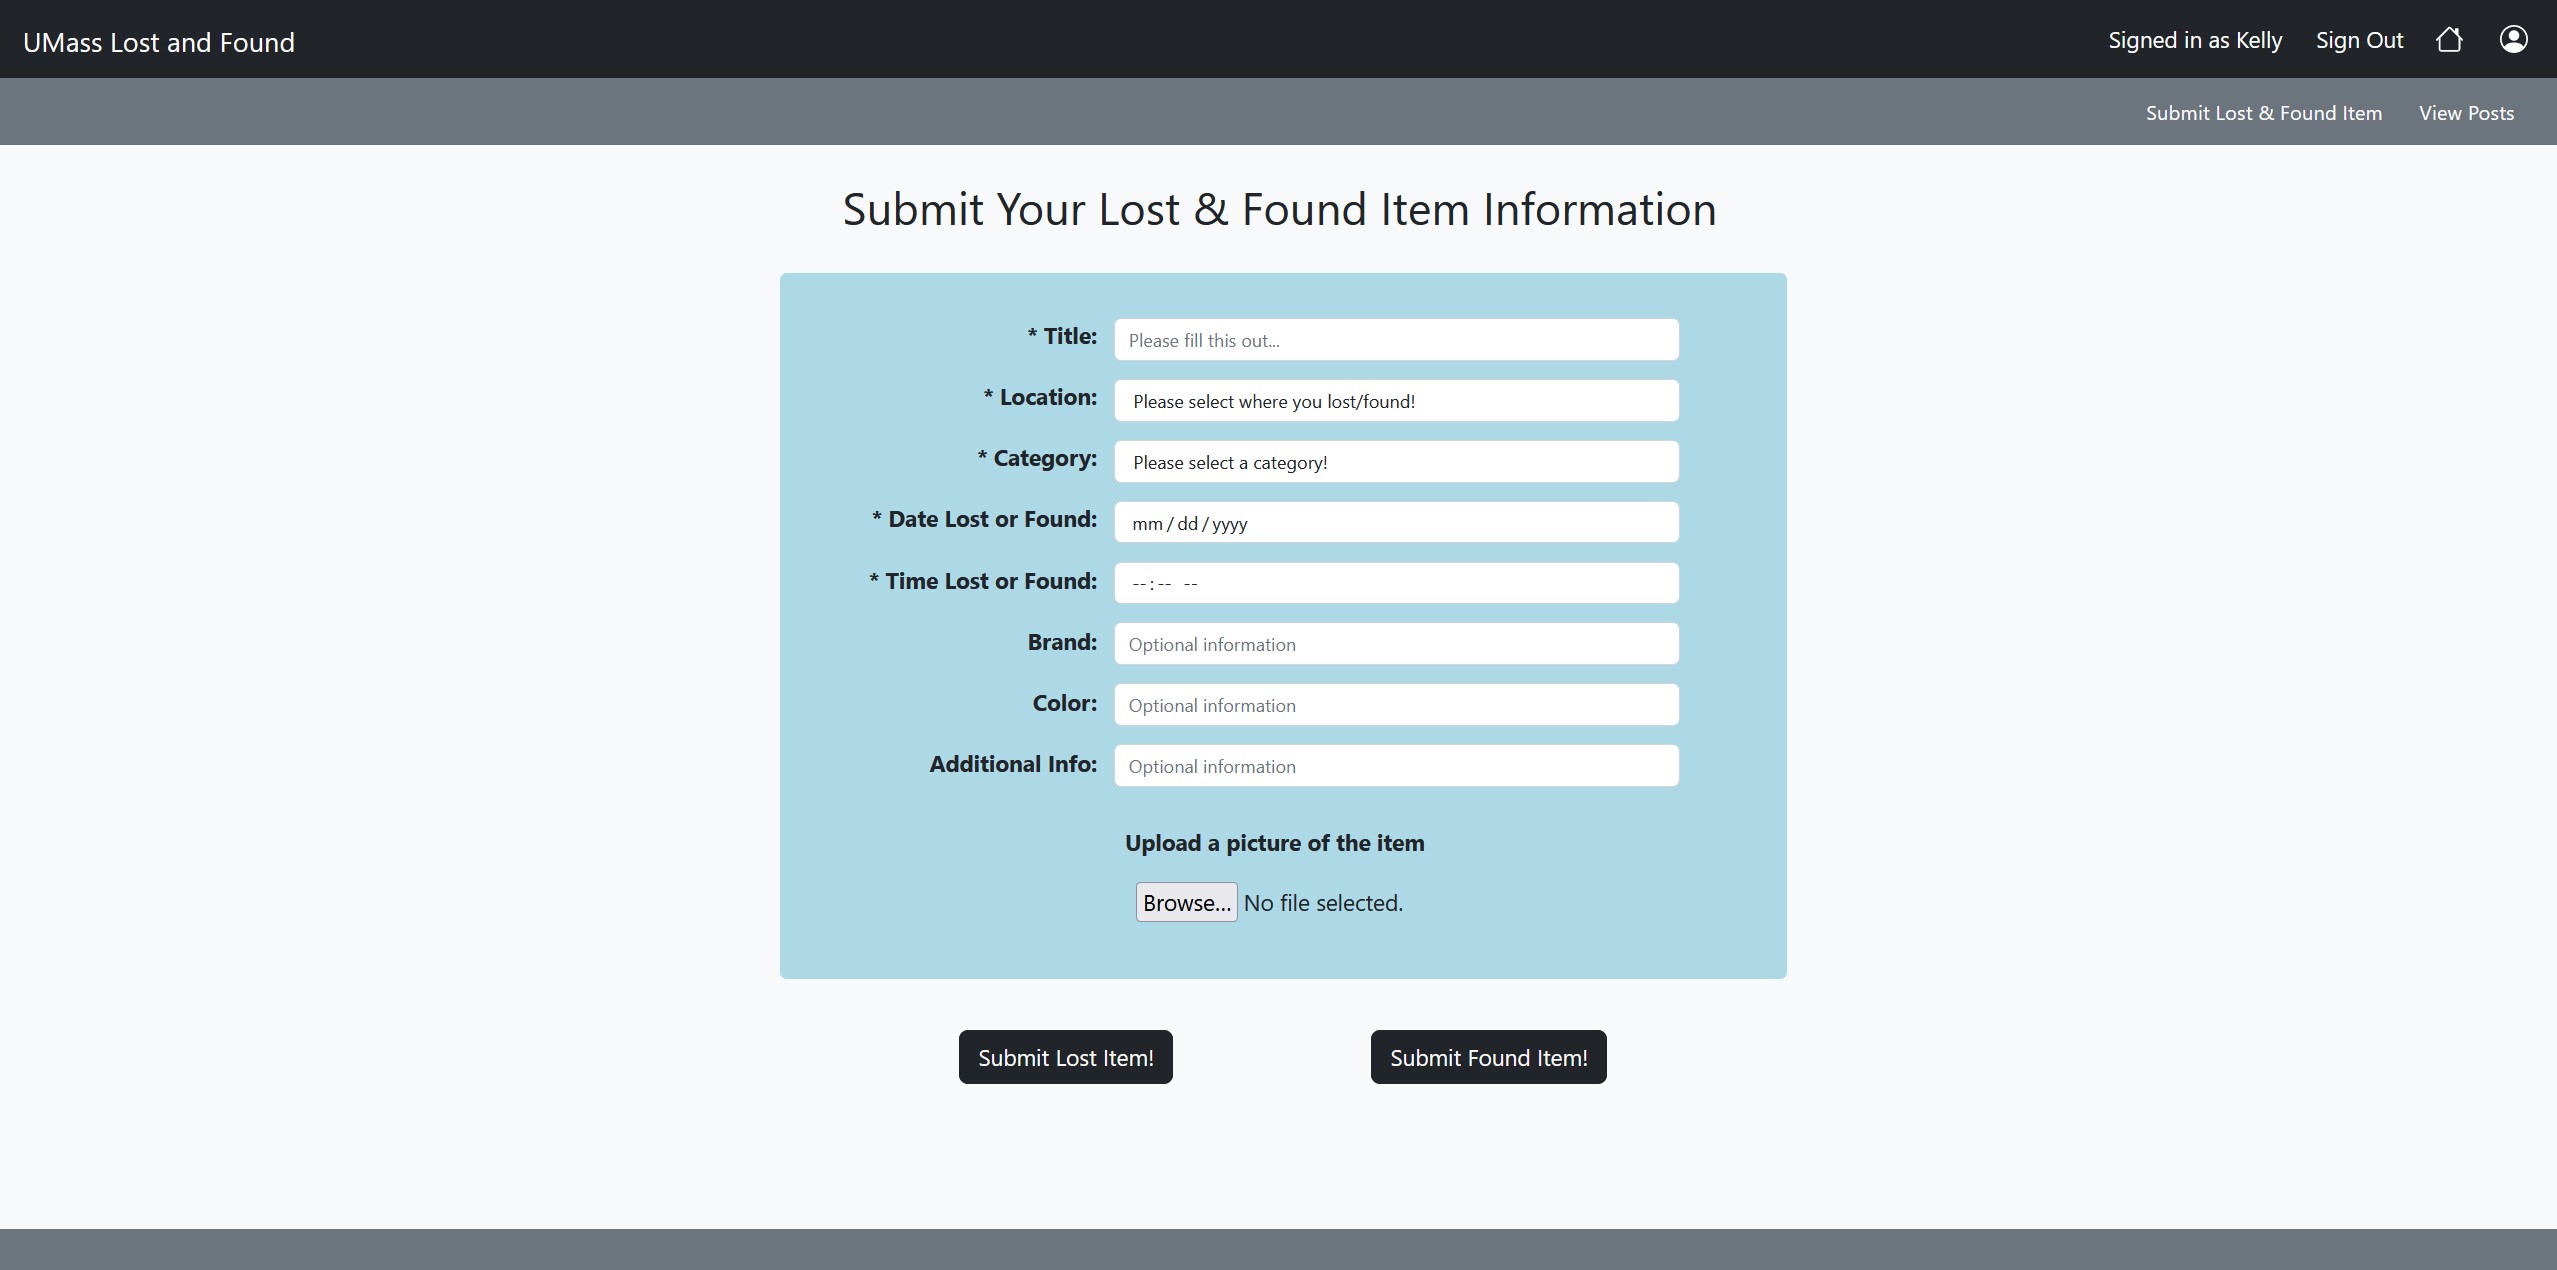 UMass Lost and Found
Signed in as Kelly
Sign Out
Submit Lost & Found Item
View Posts
Submit Your Lost & Found Item Information
* Title: Please fill this out...
* Location: Please select where you lost/found!
* Category: Please select a category!
* Date Lost or Found: mm / dd / yyyy
* Time Lost or Found: -- : -- --
Brand: Optional information
Color: Optional information
Additional Info: Optional information
Upload a picture of the item
Browse... No file selected.
Submit Lost Item!
Submit Found Item!